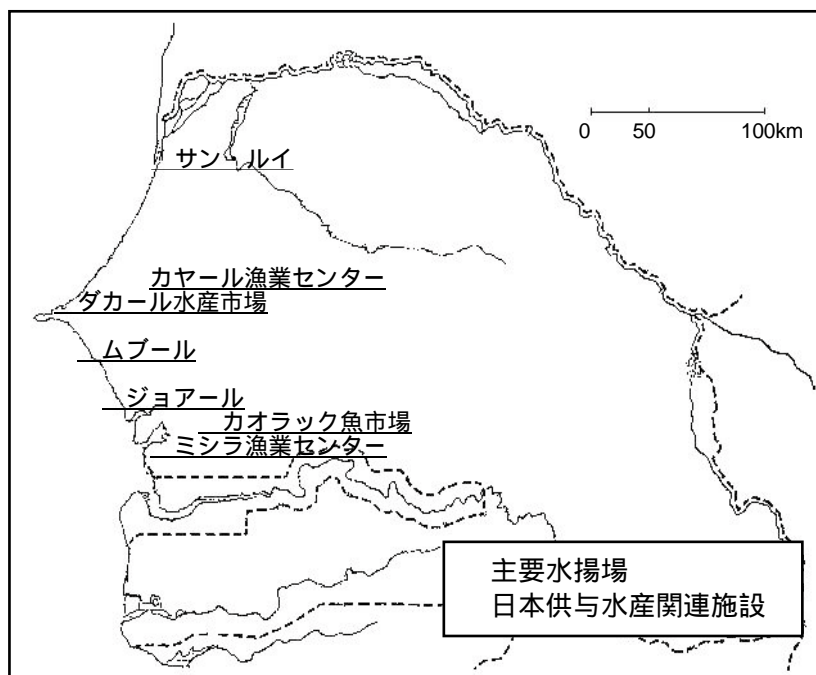 0 50 100km
サン ルイ
カヤール漁業センター
ダカール水産市場
ムブール
ジョアール
カオラック魚市場
ミシラ漁業センター
主要水揚場
日本供与水産関連施設